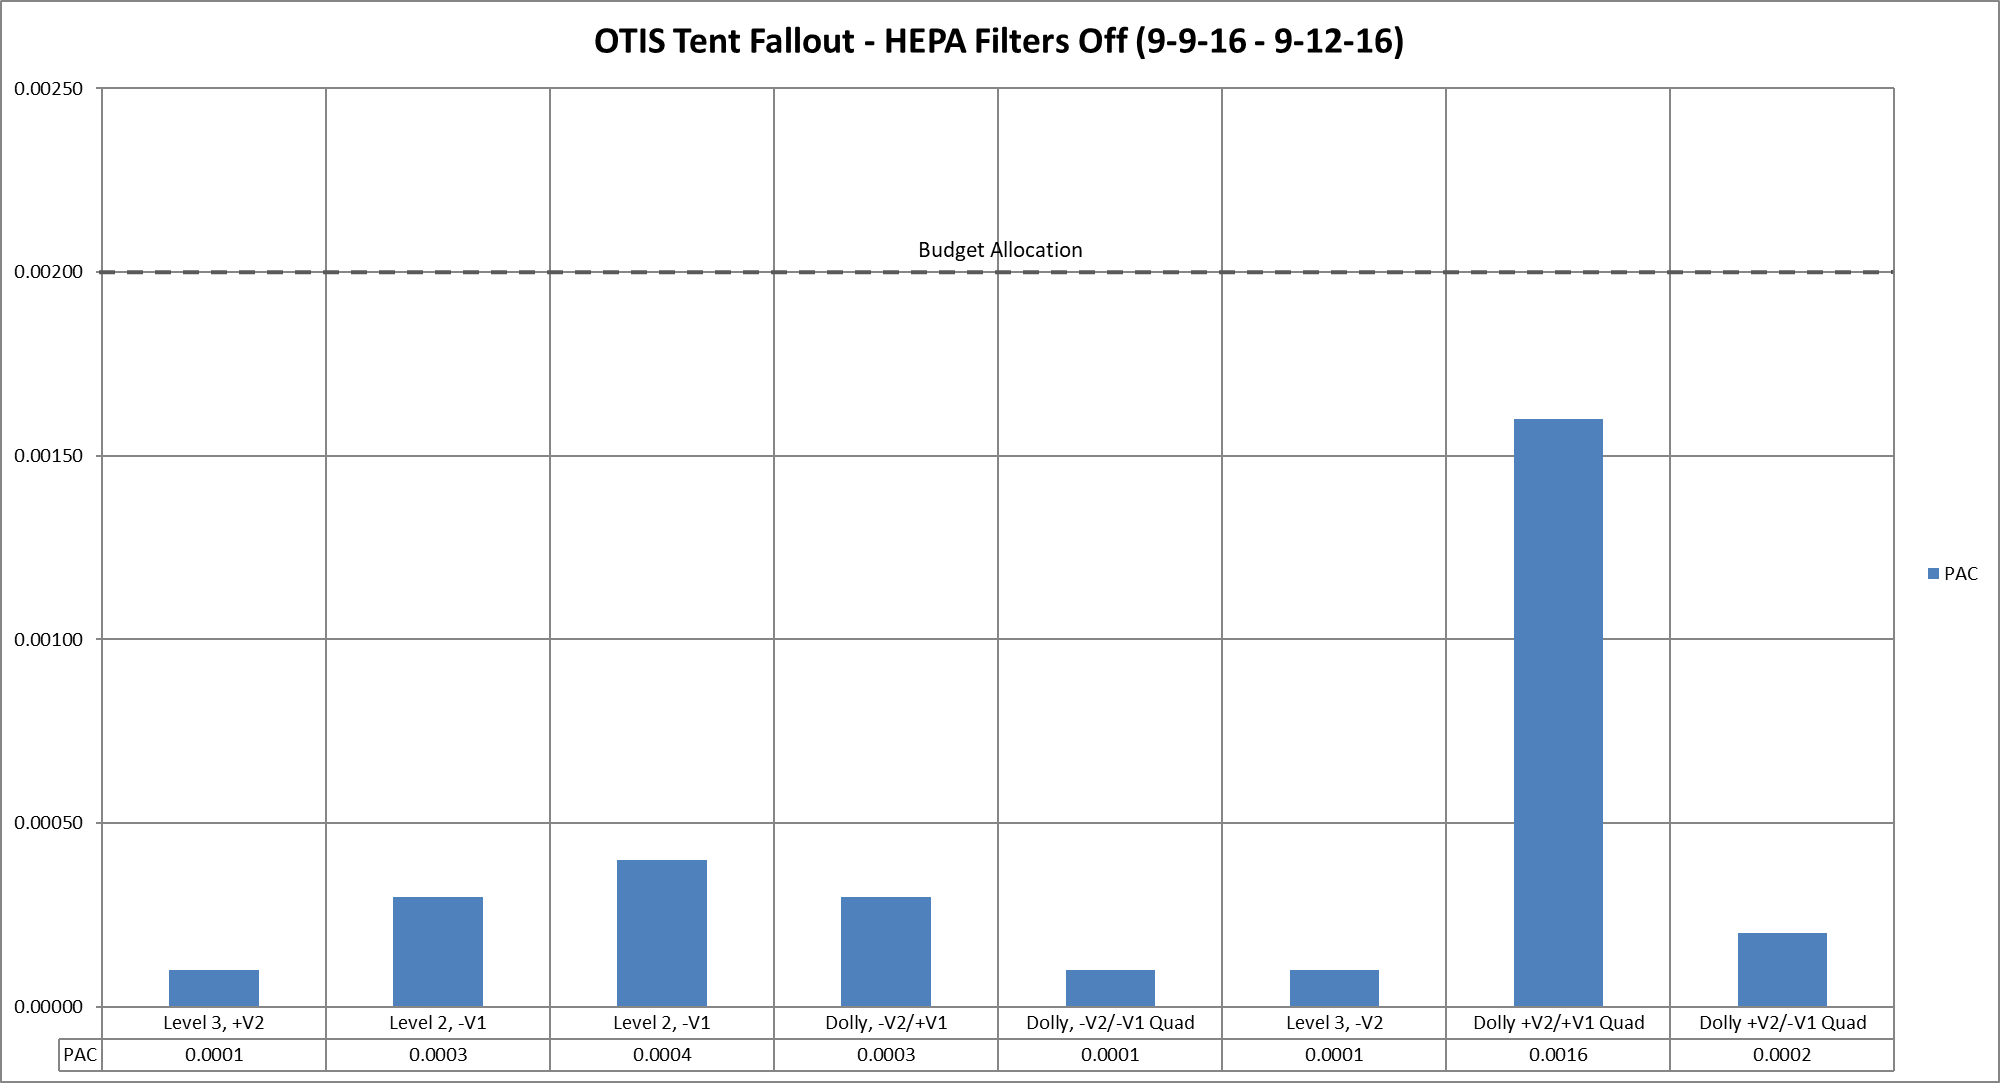 OTIS Tent Fallout - HEPA Filters Off (9-9-16 - 9-12-16)
0.00250
Budget Allocation
0.00200
0.00150
PAC
0.00100
0.00050
0.00000
Level 3, +V2 Level 2, -V1 Level 2, -V1 Dolly, -V2/+V1 Dolly, -V2/-V1 Quad Level 3, -V2 Dolly +V2/+V1 Quad Dolly +V2/-V1 Quad
PAC 0.0001 0.0003 0.0004 0.0003 0.0001 0.0001 0.0016 0.0002